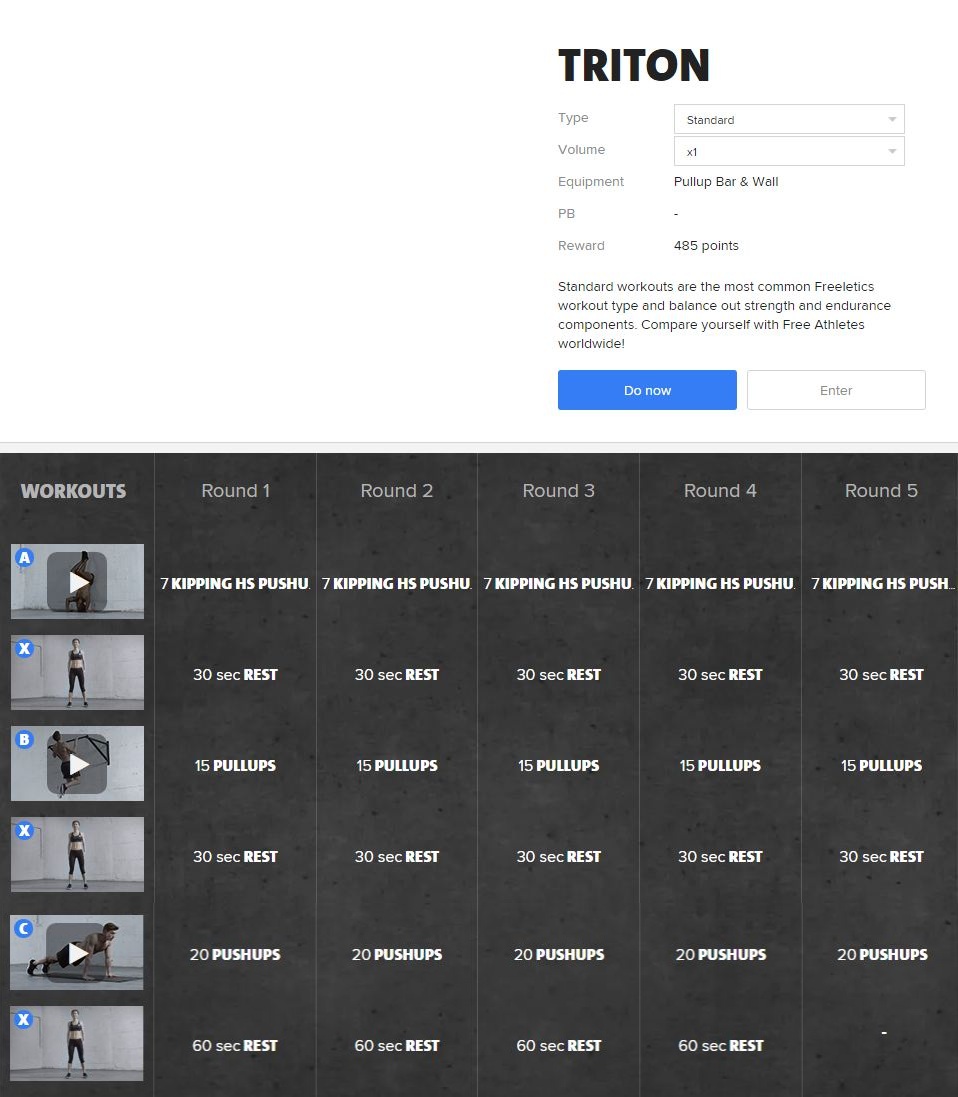 TRITON
Type Standard
Volume x1
Equipment Pullup Bar & Wall
PB -
Reward 485 points
Standard workouts are the most common Freeletics
workout type and balance out strength and endurance
components. Compare yourself with Free Athletes
worldwide!
Do now Enter
WORKOUTS Round 1 Round 2 Round 3 Round 4 Round 5
A 7 KIPPING HS PUSHU. 7 KIPPING HS PUSHU. 7 KIPPING HS PUSHU. 7 KIPPING HS PUSHU. 7 KIPPING HS PUSH...
X 30 sec REST 30 sec REST 30 sec REST 30 sec REST 30 sec REST
B 15 PULLUPS 15 PULLUPS 15 PULLUPS 15 PULLUPS 15 PULLUPS
X 30 sec REST 30 sec REST 30 sec REST 30 sec REST 30 sec REST
C 20 PUSHUPS 20 PUSHUPS 20 PUSHUPS 20 PUSHUPS 20 PUSHUPS
X 60 sec REST 60 sec REST 60 sec REST 60 sec REST -